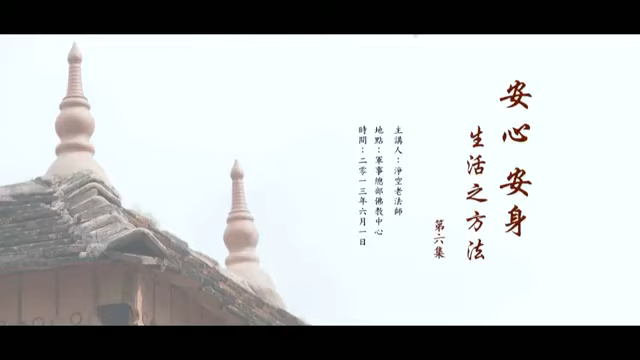 安心安身
生活之方法
第六集
主講人：淨空老法師
地點：軍事總部佛教中心
時間：二零一三年六月一日